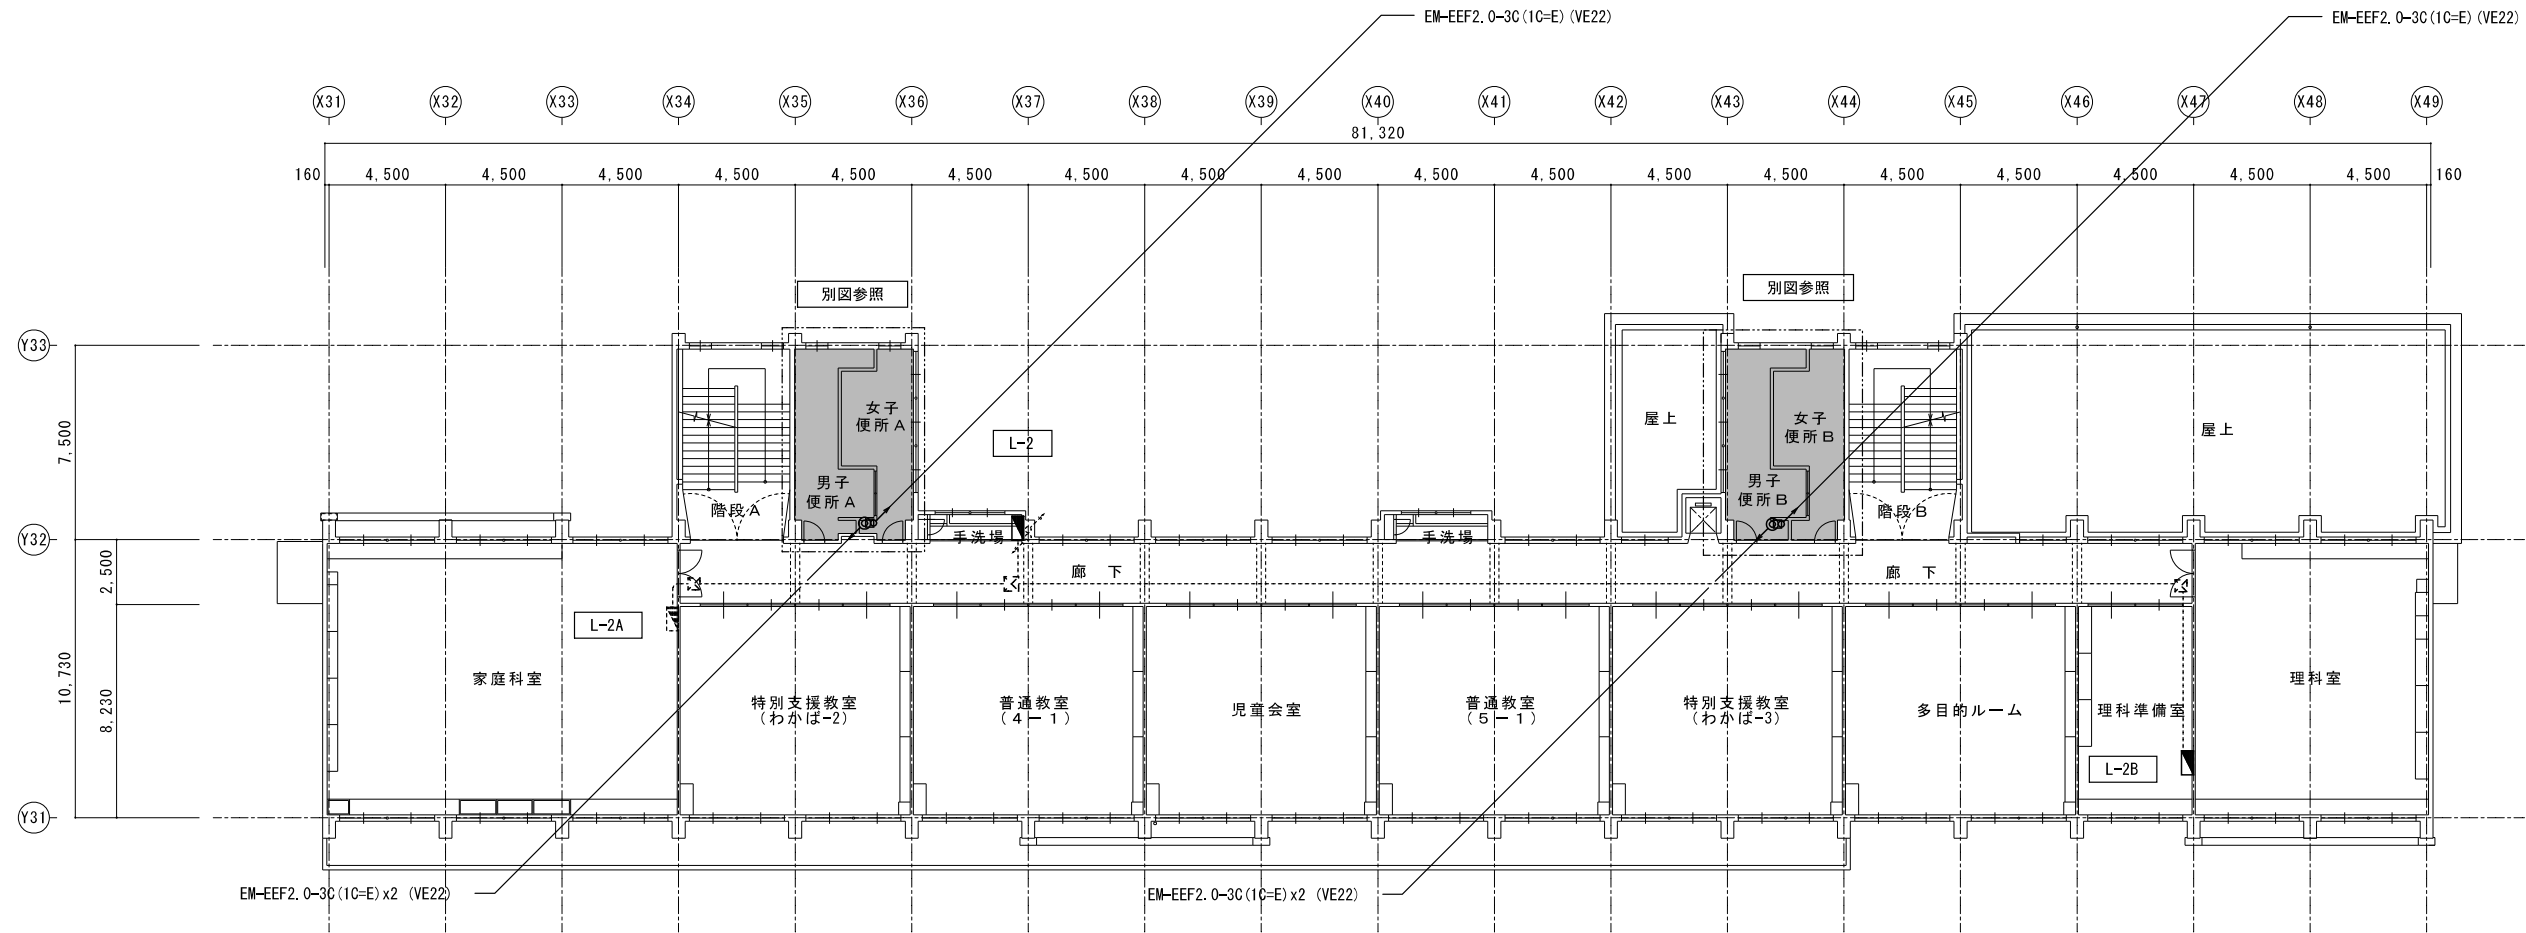 EM-EEF2.0-3C(1C=E)(VE22)
EM-EEF2.0-3C(1C=E)(VE22)
X31 X32 X33 X34 X35 X36 X37 X38 X39 X40 X41 X42 X43 X44 X45 X46 X47 X48 X49
81,320
160 4,500 4,500 4,500 4,500 4,500 4,500 4,500 4,500 4,500 4,500 4,500 4,500 4,500 4,500 4,500 4,500 4,500 4,500 160
別図参照
別図参照
Y33
女子
便所A
女子
便所B
屋上
屋上
7,500
L-2
男子
便所A
男子
便所B
階段A
階段B
手洗場
手洗場
Y32
2,500
廊 下
廊 下
L-2A
10,730
8,230
家庭科室
特別支援教室
(わかば-2)
普通教室
(4-1)
児童会室
普通教室
(5-1)
特別支援教室
(わかば-3)
多目的ルーム
理科準備室
理科室
L-2B
Y31
EM-EEF2.0-3C(1C=E)x2 (VE22)
EM-EEF2.0-3C(1C=E)x2 (VE22)